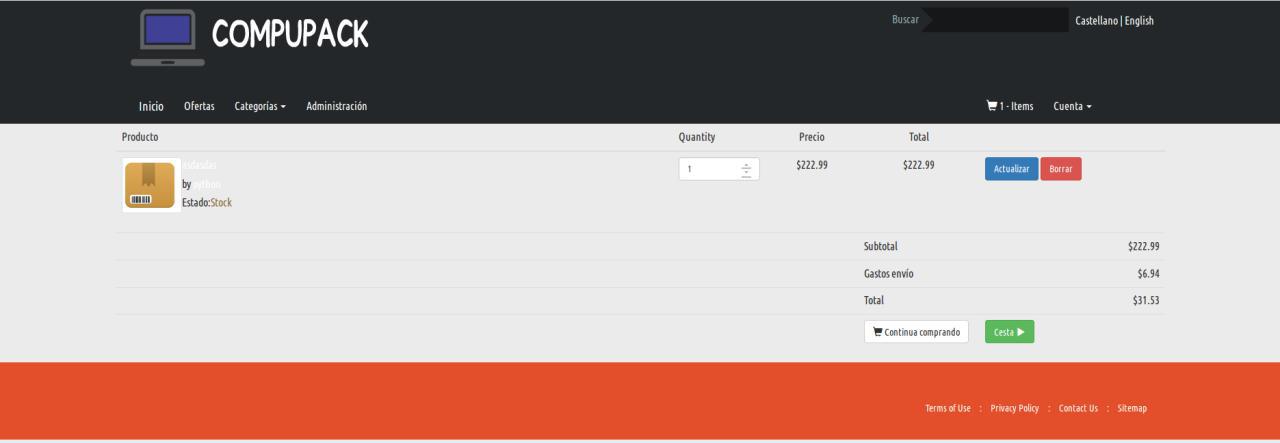 COMPUPACK
Buscar
Castellano | English
Inicio Ofertas Categorías Administración 1 - Items Cuenta
Producto Quantity Precio Total
asdasdas
by python
Estado:Stock
1 $222.99 $222.99 Actualizar Borrar
Subtotal $222.99
Gastos envío $6.94
Total $31.53
Continua comprando Cesta
Terms of Use : Privacy Policy : Contact Us : Sitemap